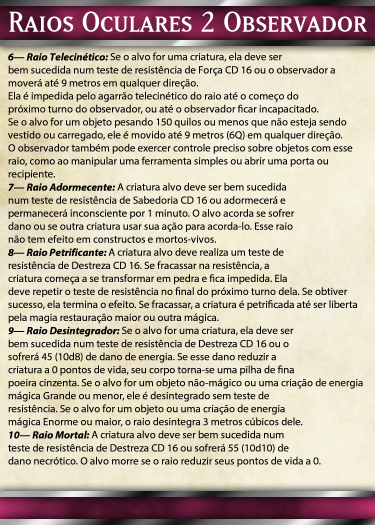 Raios Oculares 2 Observador
6— Raio Telecinético: Se o alvo for uma criatura, ela deve ser
bem sucedida num teste de resistência de Força CD 16 ou o observador a
moverá até 9 metros em qualquer direção.
Ela é impedida pelo agarrão telecinético do raio até o começo do
próximo turno do observador, ou até o observador ficar incapacitado.
Se o alvo for um objeto pesando 150 quilos ou menos que não esteja sendo
vestido ou carregado, ele é movido até 9 metros (6Q) em qualquer direção.
O observador também pode exercer controle preciso sobre objetos com esse
raio, como ao manipular uma ferramenta simples ou abrir uma porta ou
recipiente.
7— Raio Adormecente: A criatura alvo deve ser bem sucedida
num teste de resistência de Sabedoria CD 16 ou adormecerá e
permanecerá inconsciente por 1 minuto. O alvo acorda se sofrer
dano ou se outra criatura usar sua ação para acorda-lo. Esse raio
não tem efeito em constructos e mortos-vivos.
8— Raio Petrificante: A criatura alvo deve realiza um teste de
resistência de Destreza CD 16. Se fracassar na resistência, a
criatura começa a se transformar em pedra e fica impedida. Ela
deve repetir o teste de resistência no final do próximo turno dela. Se obtiver
sucesso, ela termina o efeito. Se fracassar, a criatura é petrificada até ser liberta
pela magia restauração maior ou outra mágica.
9— Raio Desintegrador: Se o alvo for uma criatura, ela deve ser
bem sucedida num teste de resistência de Destreza CD 16 ou o
sofrerá 45 (10d8) de dano de energia. Se esse dano reduzir a
criatura a 0 pontos de vida, seu corpo torna-se uma pilha de fina
poeira cinzenta. Se o alvo for um objeto não-mágico ou uma criação de energia
mágica Grande ou menor, ele é desintegrado sem teste de
resistência. Se o alvo for um objeto ou uma criação de energia
mágica Enorme ou maior, o raio desintegra 3 metros cúbicos dele.
10— Raio Mortal: A criatura alvo deve ser bem sucedida num
teste de resistência de Destreza CD 16 ou sofrerá 55 (10d10) de
dano necrótico. O alvo morre se o raio reduzir seus pontos de vida a 0.